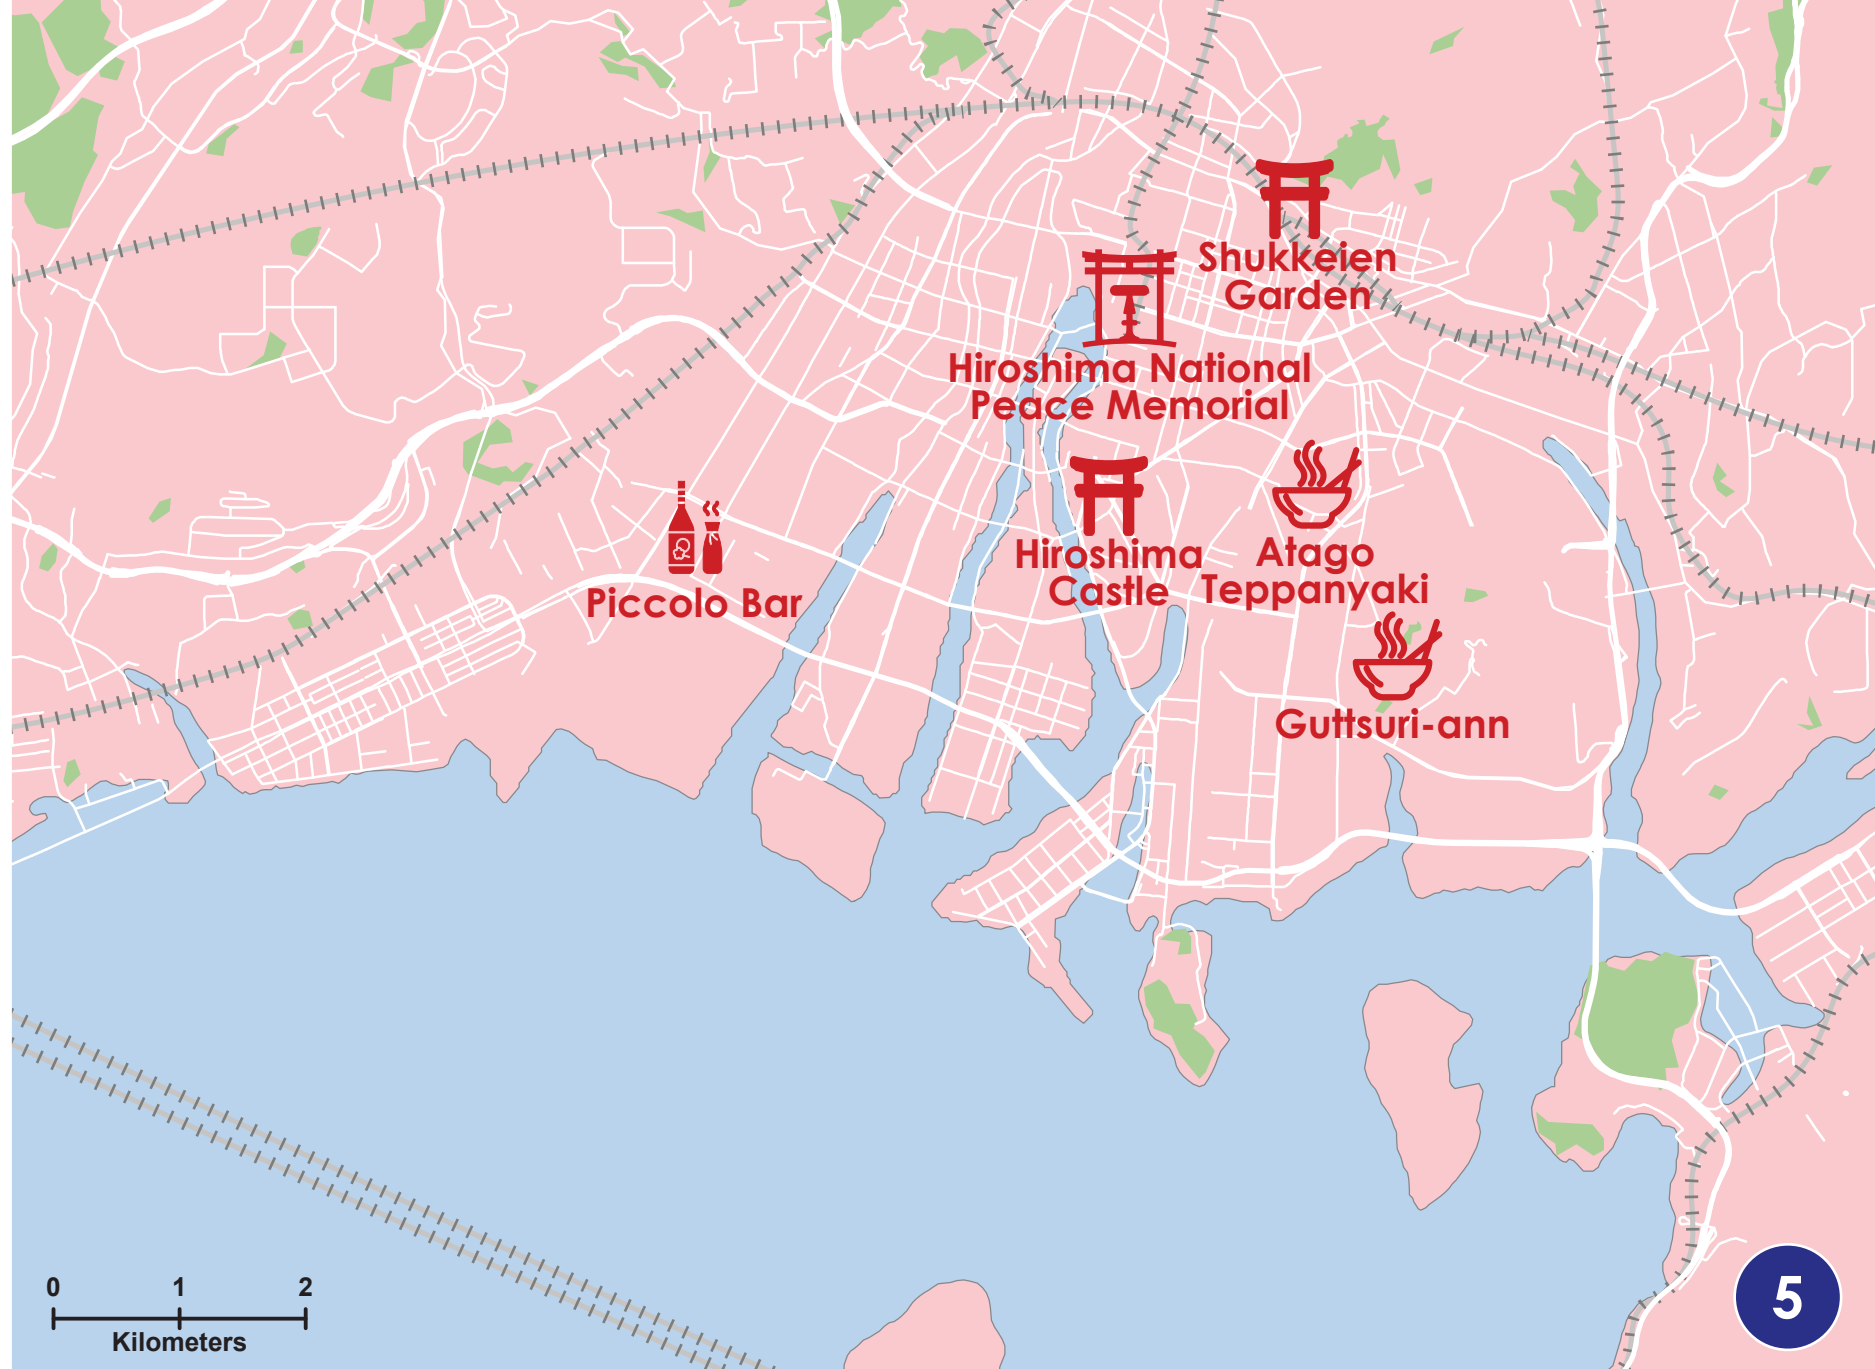 Shukkeien
Garden
Hiroshima National
Peace Memorial
Hiroshima
Castle
Atago
Teppanyaki
Piccolo Bar
Guttsuri-ann
0 1 2
Kilometers
5